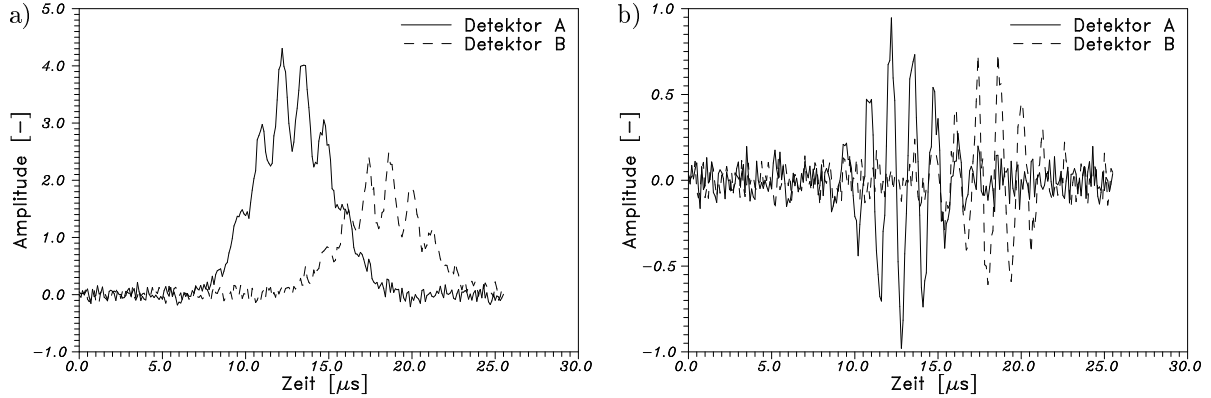 a)
5.0
4.0
3.0
2.0
1.0
0.0
−1.0
Amplitude [−]
Detektor A
Detektor B
0.0 5.0 10.0 15.0 20.0 25.0 30.0
Zeit [μs]
b)
1.0
0.5
0.0
−0.5
−1.0
Amplitude [−]
Detektor A
Detektor B
0.0 5.0 10.0 15.0 20.0 25.0 30.0
Zeit [μs]